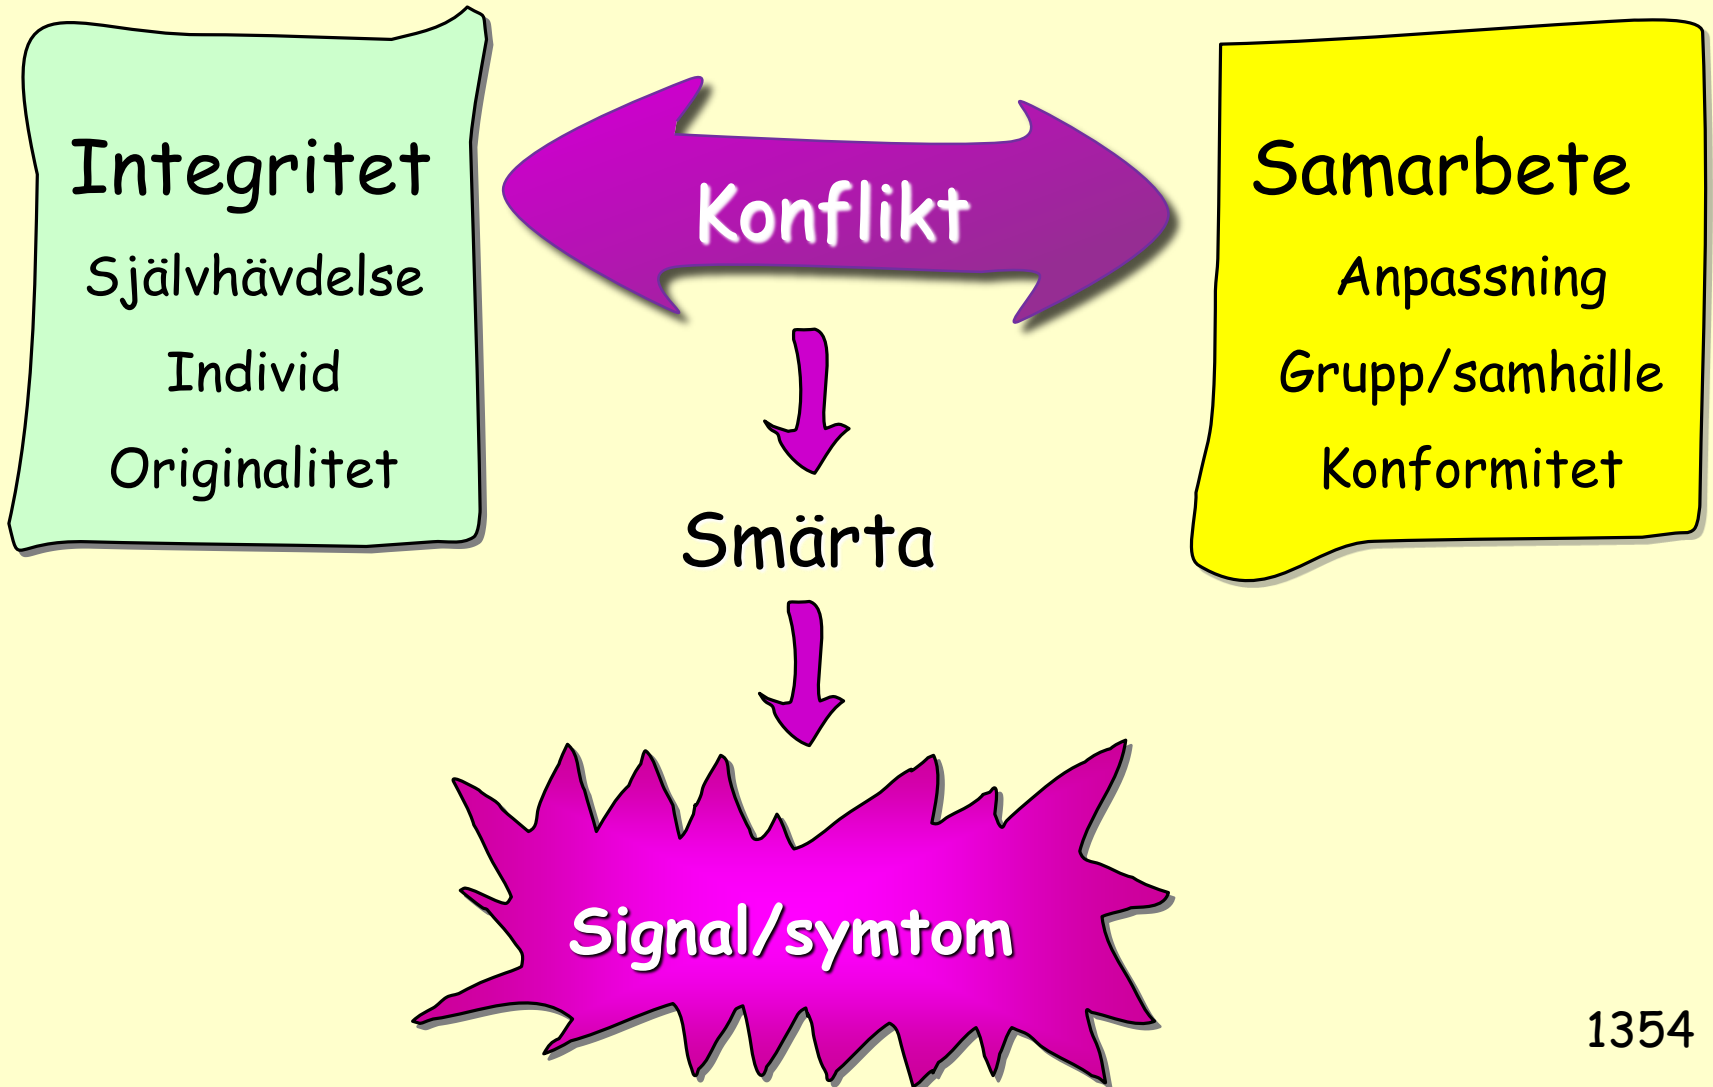 Integritet
Självhävdelse
Individ
Originalitet
Konflikt
Samarbete
Anpassning
Grupp/samhälle
Konformitet
Smärta
Signal/symtom
1354